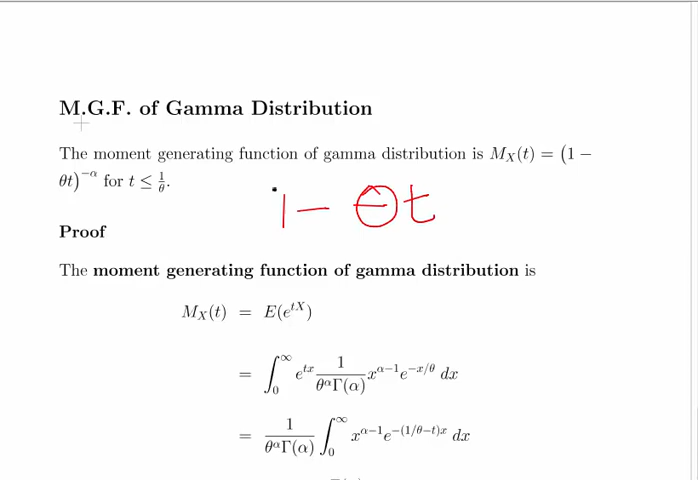 M.G.F. of Gamma Distribution
The moment generating function of gamma distribution is M_X(t) = (1 −
θt)^{−α} for t ≤ 1/θ.
1 − θt
Proof
The moment generating function of gamma distribution is
M_X(t) = E(e^{tX})
= ∫_0^∞ e^{tx} 1/(θ^αΓ(α)) x^{α−1}e^{−x/θ} dx
= 1/(θ^αΓ(α)) ∫_0^∞ x^{α−1}e^{−(1/θ−t)x} dx